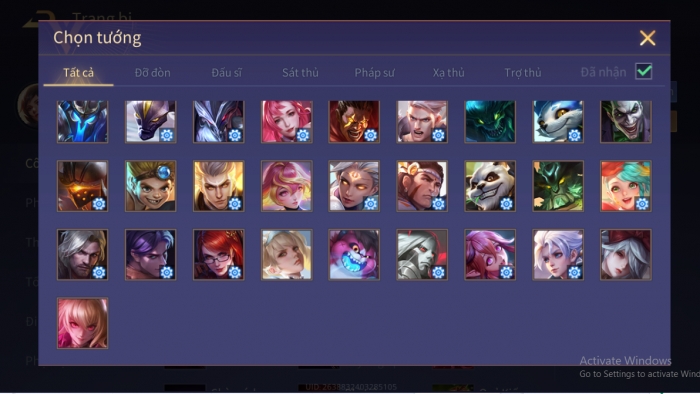 Trang bị
Chọn tướng
Tất cả
Đỡ đòn
Đấu sĩ
Sát thủ
Pháp sư
Xạ thủ
Trợ thủ
Đã nhận
Activate Windows
Go to Settings to activate Wind